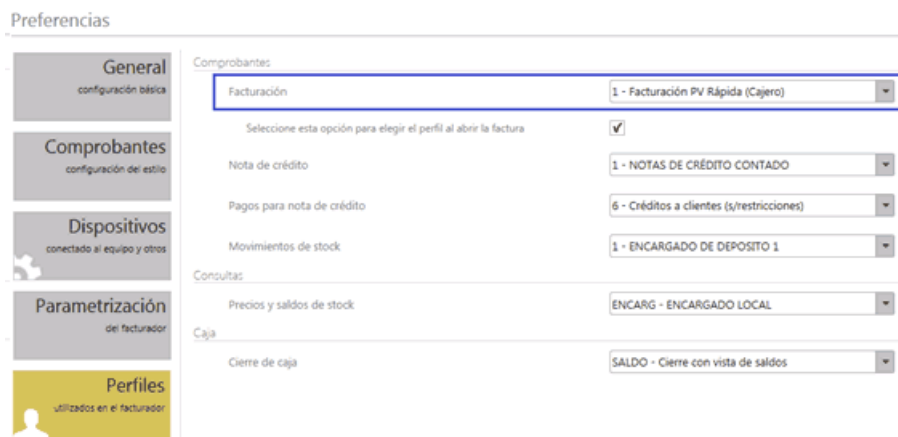 Preferencias
General
configuración básica
Comprobantes
configuración del estilo
Dispositivos
conectado al equipo y otros
Parametrización
del facturador
Perfiles
utilizados en el facturador
Comprobantes
Facturación
1 - Facturación PV Rápida (Cajero)
Seleccione esta opción para elegir el perfil al abrir la factura
Nota de crédito
1 - NOTAS DE CRÉDITO CONTADO
Pagos para nota de crédito
6 - Créditos a clientes (s/restricciones)
Movimientos de stock
1 - ENCARGADO DE DEPOSITO 1
Consultas
Precios y saldos de stock
ENCARG - ENCARGADO LOCAL
Caja
Cierre de caja
SALDO - Cierre con vista de saldos